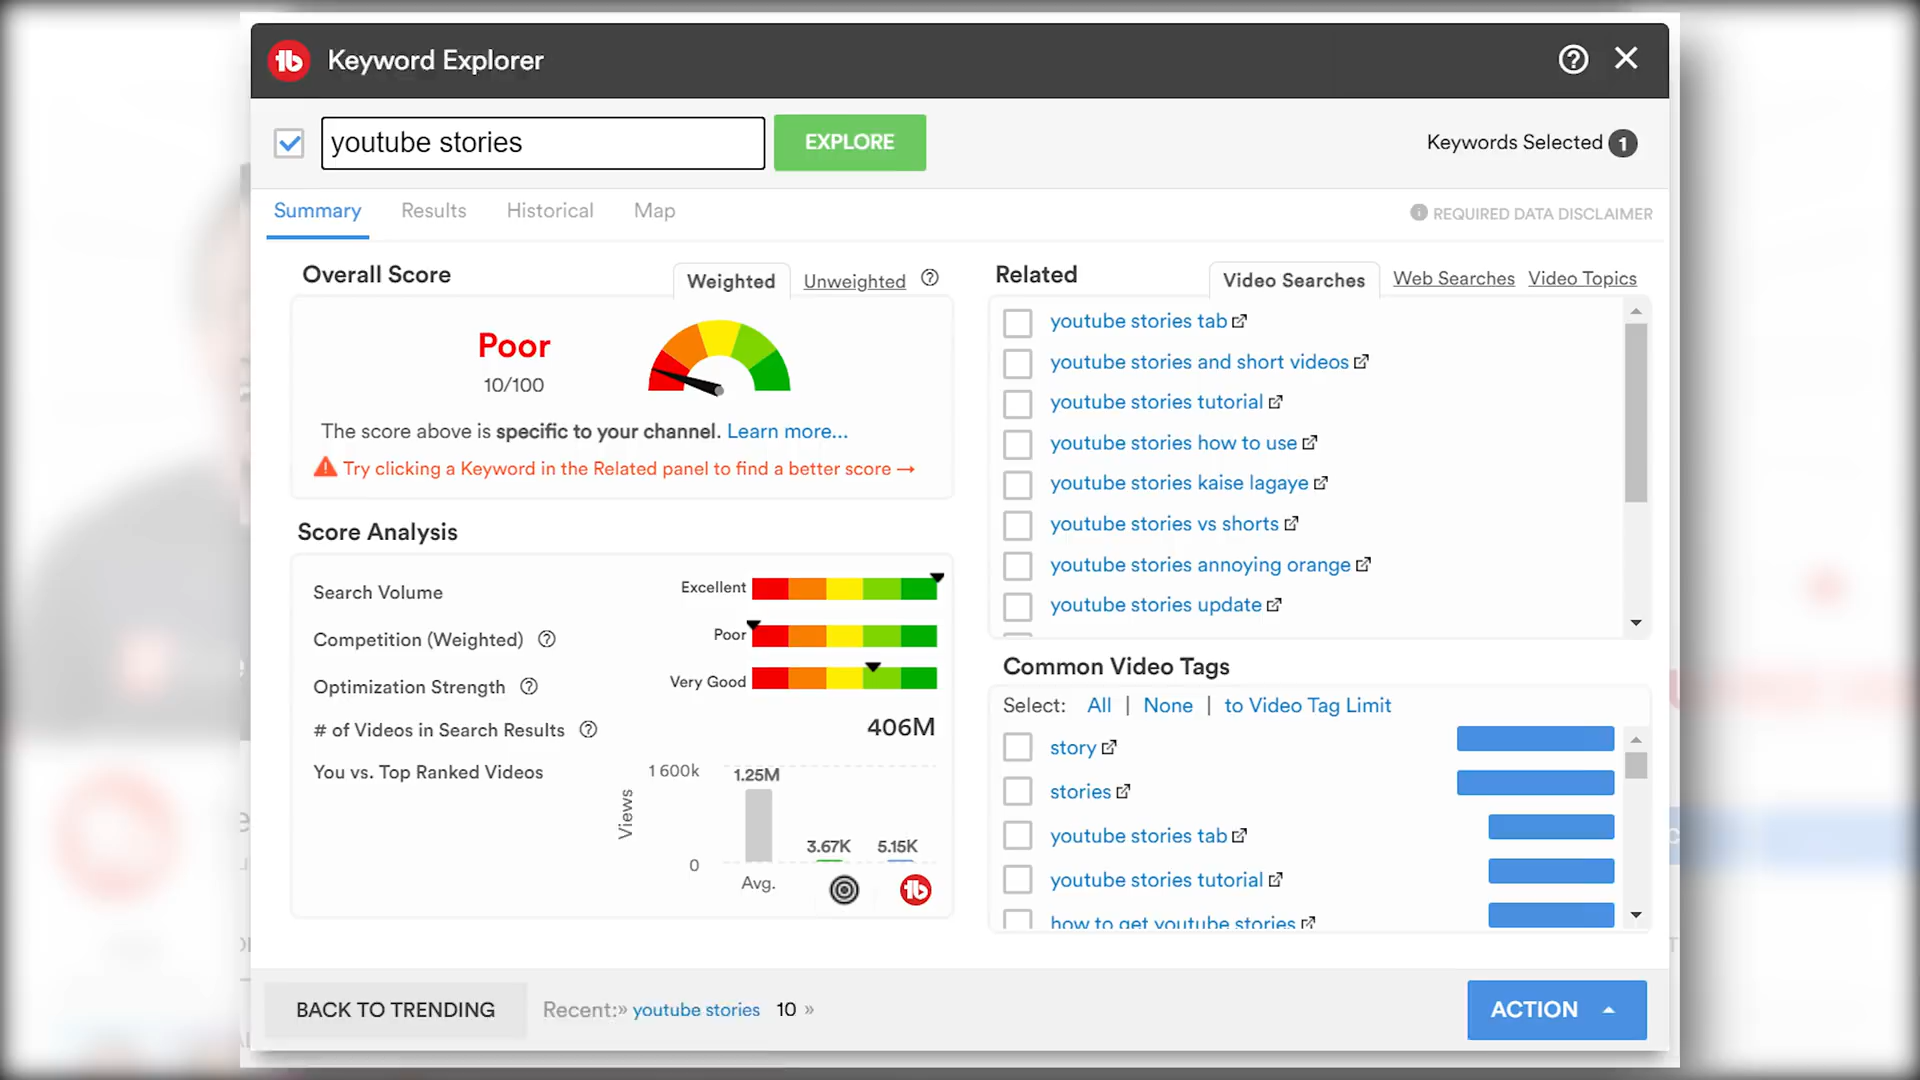 Keyword Explorer
youtube stories
EXPLORE
Keywords Selected 1
Summary
Results
Historical
Map
REQUIRED DATA DISCLAIMER
Overall Score
Weighted
Unweighted
Poor
10/100
The score above is specific to your channel. Learn more...
Try clicking a Keyword in the Related panel to find a better score →
Score Analysis
Search Volume
Excellent
Competition (Weighted)
Poor
Optimization Strength
Very Good
# of Videos in Search Results
406M
You vs. Top Ranked Videos
1 600k
1.25M
Views
3.67K
5.15K
0
Avg.
Related
Video Searches
Web Searches
Video Topics
youtube stories tab
youtube stories and short videos
youtube stories tutorial
youtube stories how to use
youtube stories kaise lagaye
youtube stories vs shorts
youtube stories annoying orange
youtube stories update
Common Video Tags
Select: All | None | to Video Tag Limit
story
stories
youtube stories tab
youtube stories tutorial
how to get youtube stories
BACK TO TRENDING
Recent:» youtube stories 10 »
ACTION